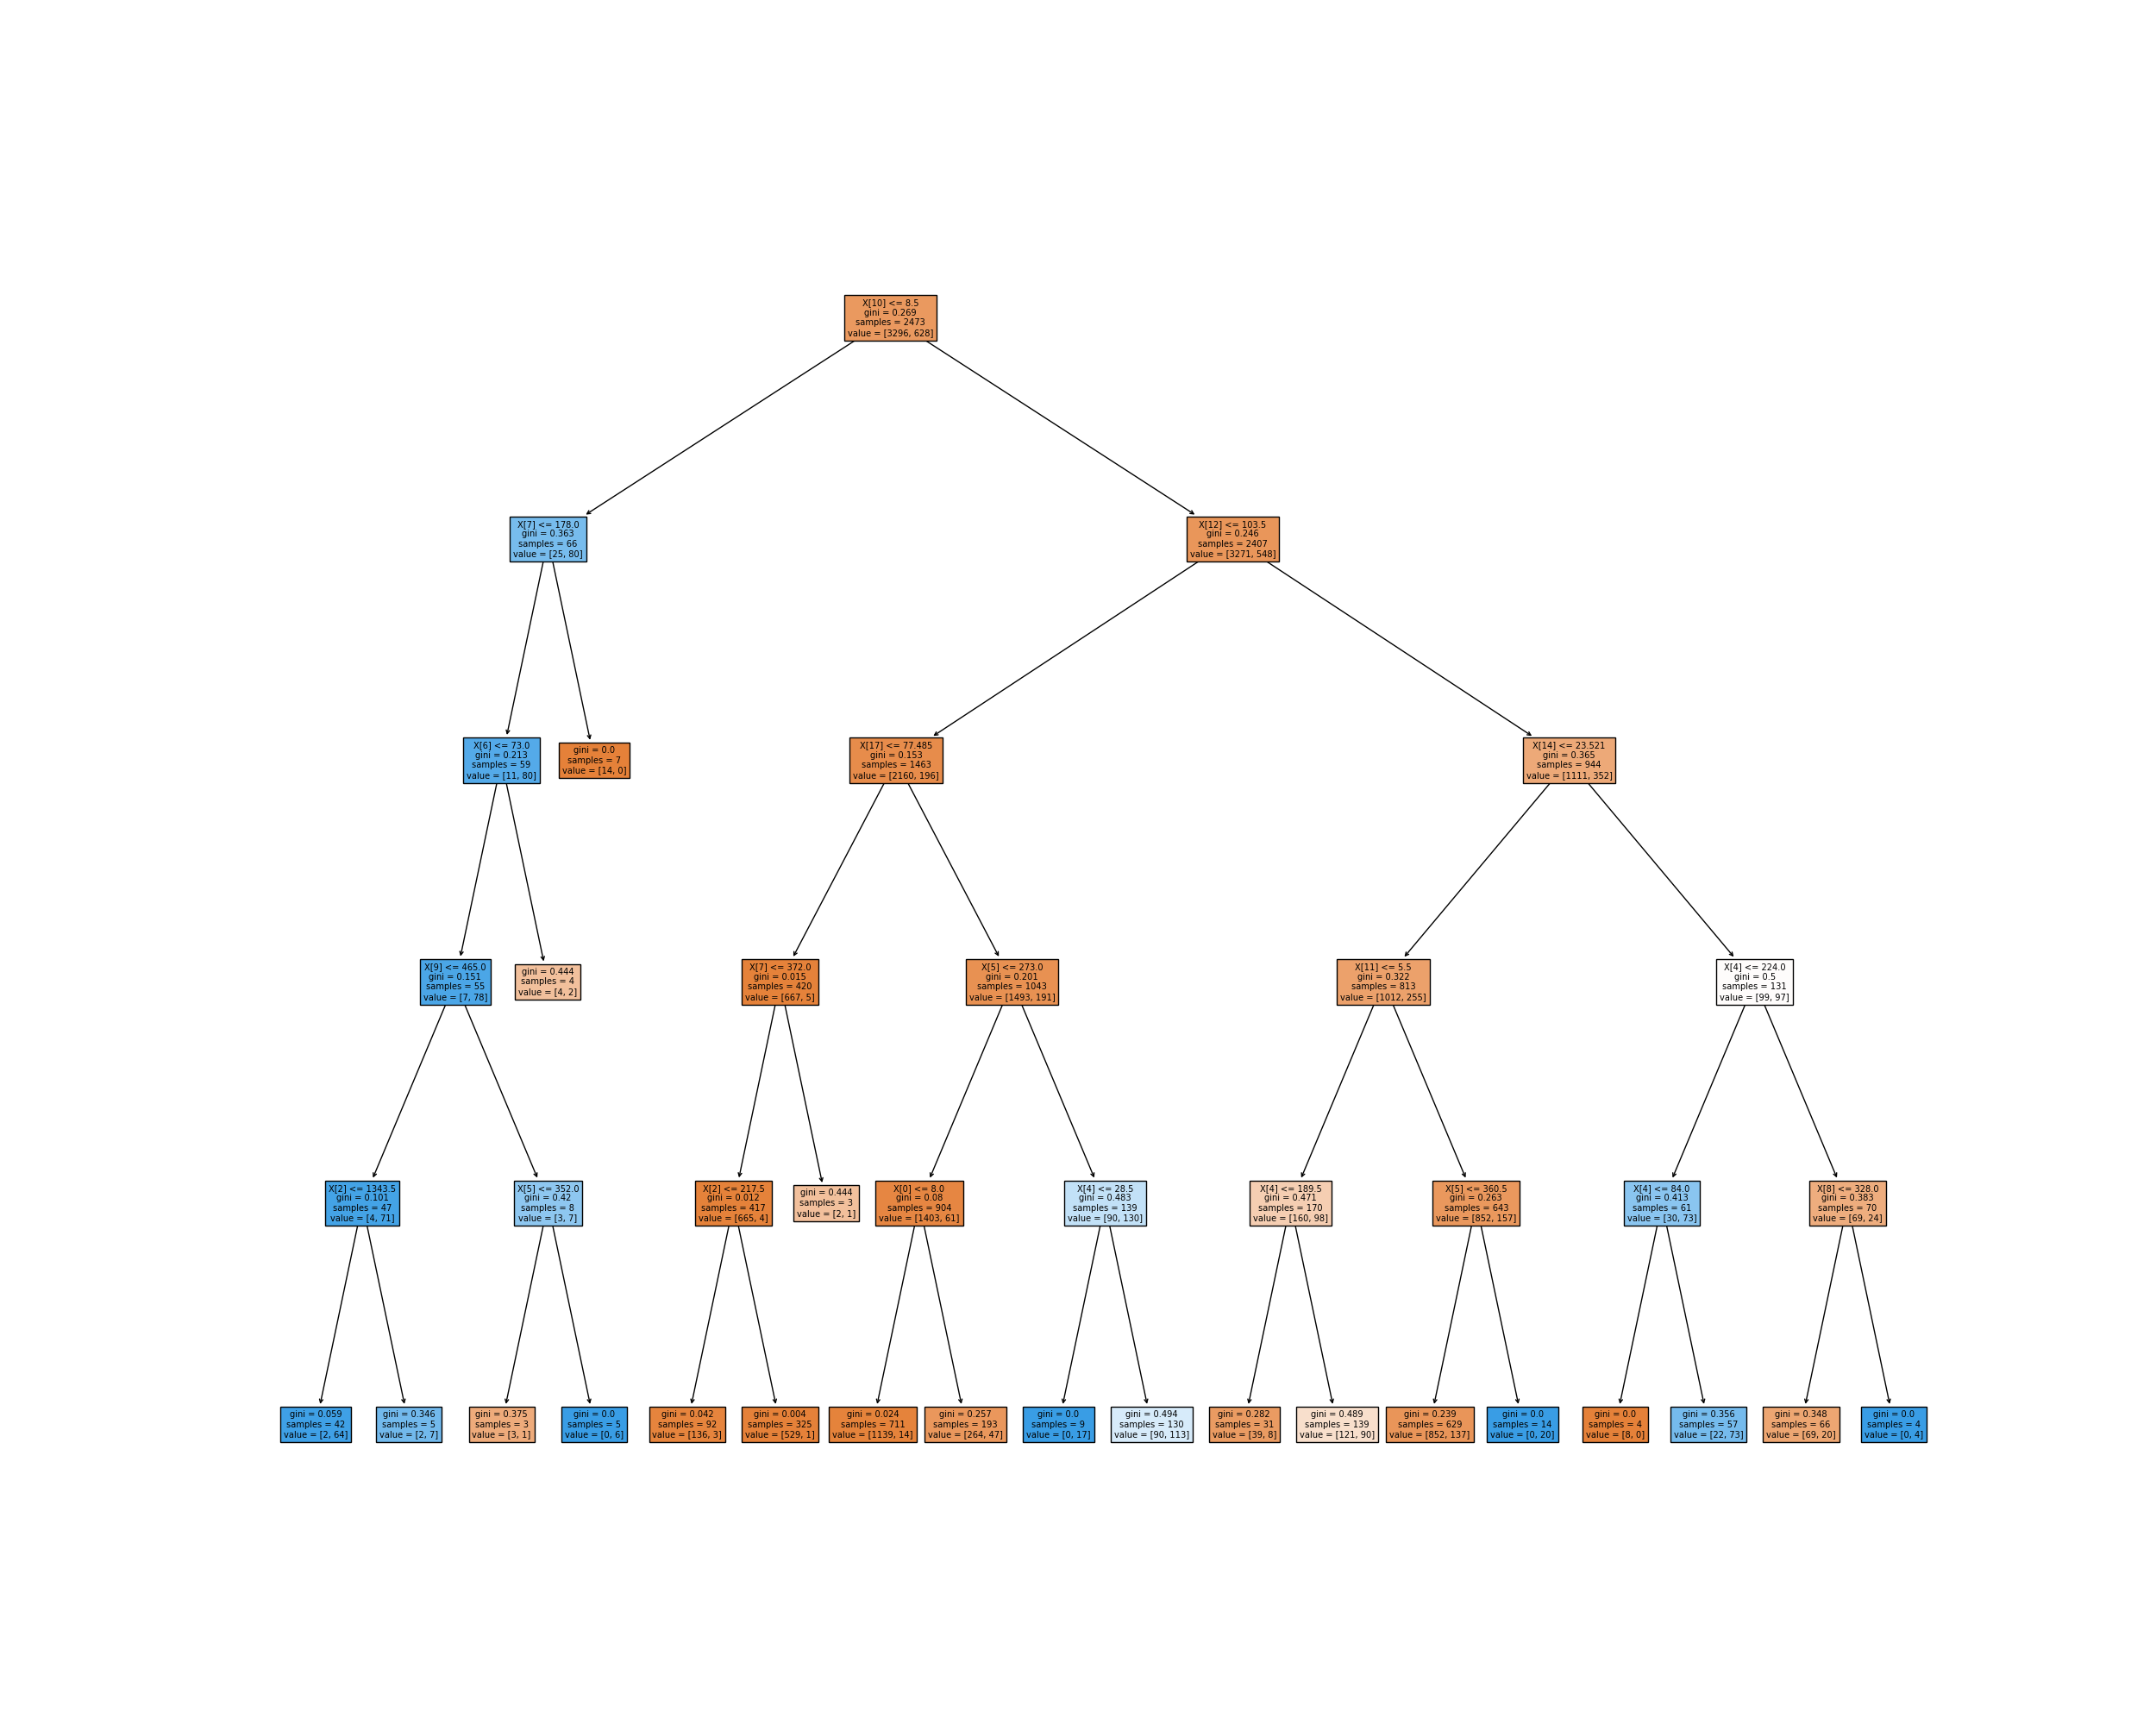 X[10] <= 8.5
gini = 0.269
samples = 2473
value = [3296, 628]
X[7] <= 178.0
gini = 0.363
samples = 66
value = [25, 80]
X[12] <= 103.5
gini = 0.246
samples = 2407
value = [3271, 548]
X[6] <= 73.0
gini = 0.213
samples = 59
value = [11, 80]
gini = 0.0
samples = 7
value = [14, 0]
X[17] <= 77.485
gini = 0.153
samples = 1463
value = [2160, 196]
X[14] <= 23.521
gini = 0.365
samples = 944
value = [1111, 352]
X[9] <= 465.0
gini = 0.151
samples = 55
value = [7, 78]
gini = 0.444
samples = 4
value = [4, 2]
X[7] <= 372.0
gini = 0.015
samples = 420
value = [667, 5]
X[5] <= 273.0
gini = 0.201
samples = 1043
value = [1493, 191]
X[11] <= 5.5
gini = 0.322
samples = 813
value = [1012, 255]
X[4] <= 224.0
gini = 0.5
samples = 131
value = [99, 97]
X[2] <= 1343.5
gini = 0.101
samples = 47
value = [4, 71]
X[5] <= 352.0
gini = 0.42
samples = 8
value = [3, 7]
X[2] <= 217.5
gini = 0.012
samples = 417
value = [665, 4]
gini = 0.444
samples = 3
value = [2, 1]
X[0] <= 8.0
gini = 0.08
samples = 904
value = [1403, 61]
X[4] <= 28.5
gini = 0.483
samples = 139
value = [90, 130]
X[4] <= 189.5
gini = 0.471
samples = 170
value = [160, 98]
X[5] <= 360.5
gini = 0.263
samples = 643
value = [852, 157]
X[4] <= 84.0
gini = 0.413
samples = 61
value = [30, 73]
X[8] <= 328.0
gini = 0.383
samples = 70
value = [69, 24]
gini = 0.059
samples = 42
value = [2, 64]
gini = 0.346
samples = 5
value = [2, 7]
gini = 0.375
samples = 3
value = [3, 1]
gini = 0.0
samples = 5
value = [0, 6]
gini = 0.042
samples = 92
value = [136, 3]
gini = 0.004
samples = 325
value = [529, 1]
gini = 0.024
samples = 711
value = [1139, 14]
gini = 0.257
samples = 193
value = [264, 47]
gini = 0.0
samples = 9
value = [0, 17]
gini = 0.494
samples = 130
value = [90, 113]
gini = 0.282
samples = 31
value = [39, 8]
gini = 0.489
samples = 139
value = [121, 90]
gini = 0.239
samples = 629
value = [852, 137]
gini = 0.0
samples = 14
value = [0, 20]
gini = 0.0
samples = 4
value = [8, 0]
gini = 0.356
samples = 57
value = [22, 73]
gini = 0.348
samples = 66
value = [69, 20]
gini = 0.0
samples = 4
value = [0, 4]